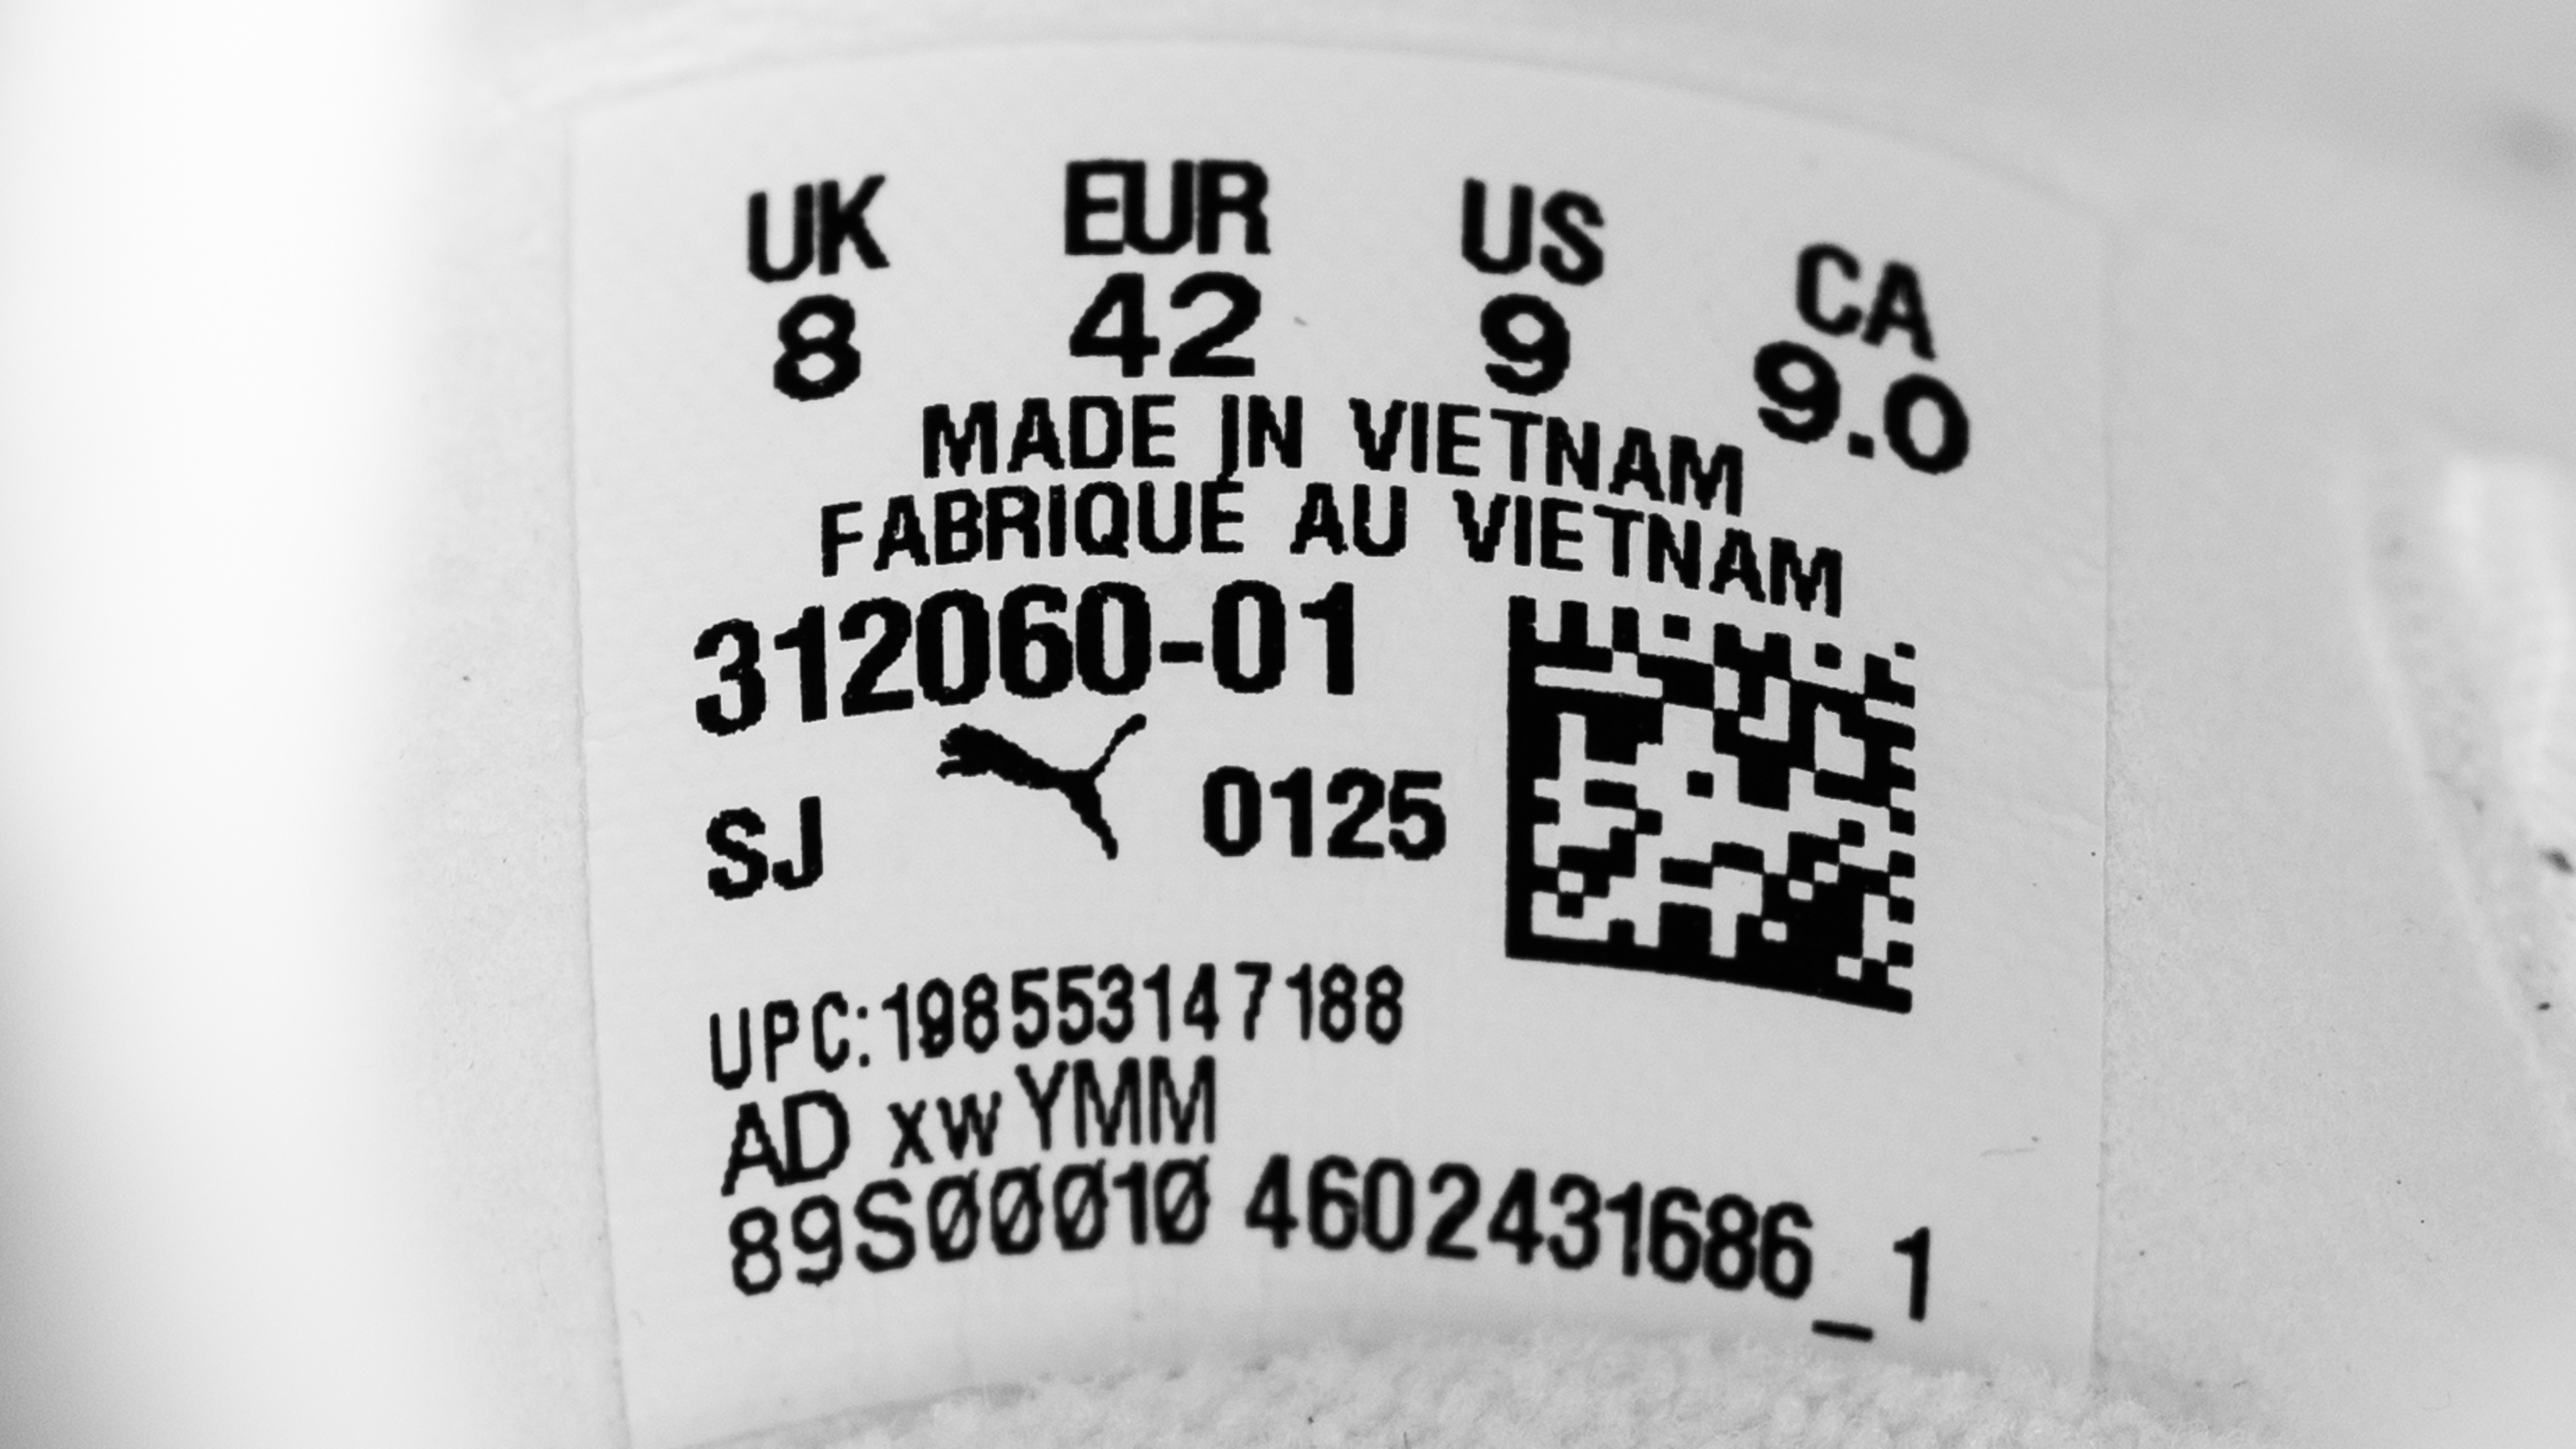 UK EUR US CA
8 42 9 9.0
MADE IN VIETNAM
FABRIQUÉ AU VIETNAM
312060-01
SJ 0125
UPC:198553147188
AD xw YMM
89S00010 4602431686_1